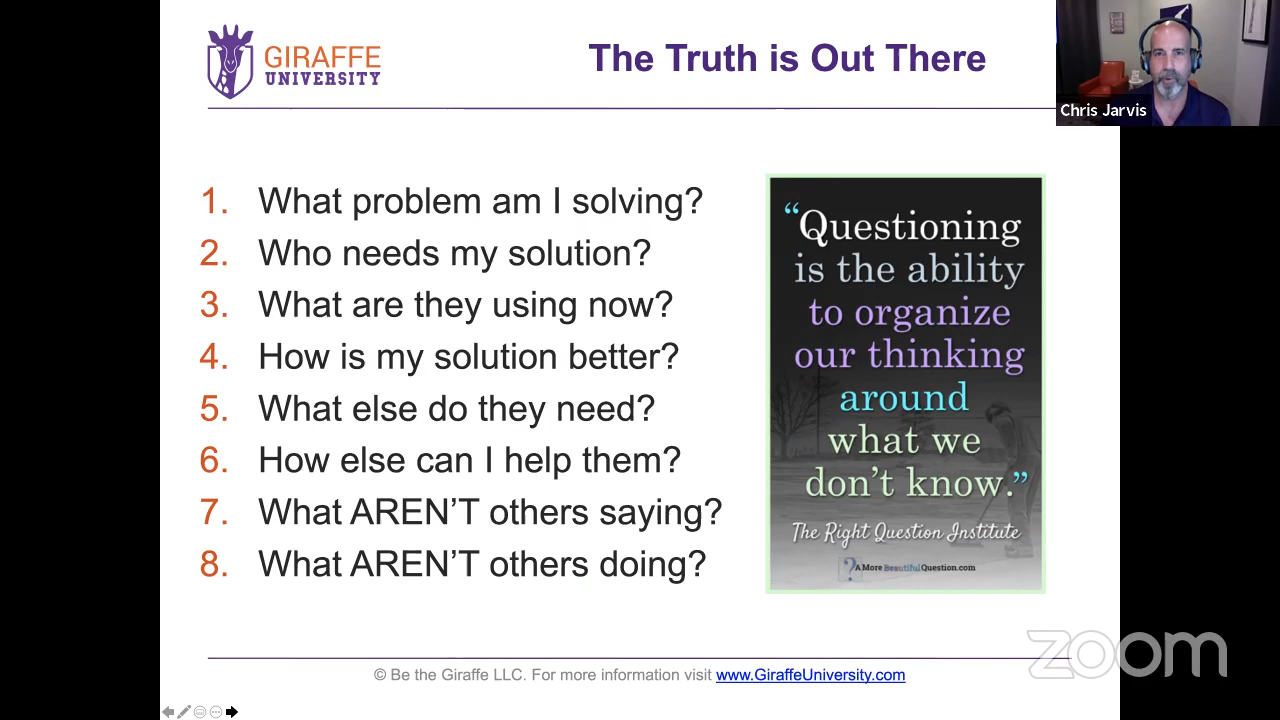 GIRAFFE
UNIVERSITY
The Truth is Out There
Chris Jarvis
1. What problem am I solving?
2. Who needs my solution?
3. What are they using now?
4. How is my solution better?
5. What else do they need?
6. How else can I help them?
7. What AREN’T others saying?
8. What AREN’T others doing?
“Questioning
is the ability
to organize
our thinking
around
what we
don’t know.”
The Right Question Institute
? A More Beautiful Question.com
© Be the Giraffe LLC. For more information visit www.GiraffeUniversity.com
zoom